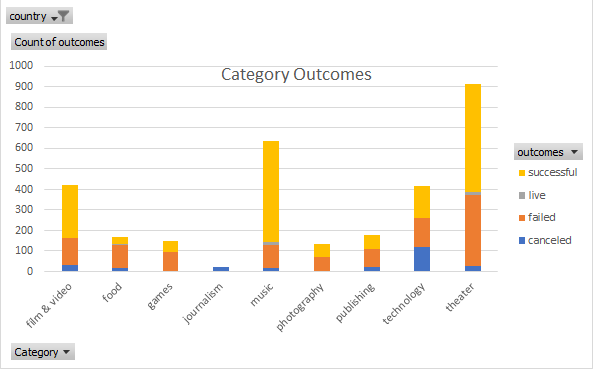 country
Count of outcomes
Category Outcomes
1000
900
800
700
600
500
400
300
200
100
0
film & video
food
games
journalism
music
photography
publishing
technology
theater
outcomes
successful
live
failed
canceled
Category